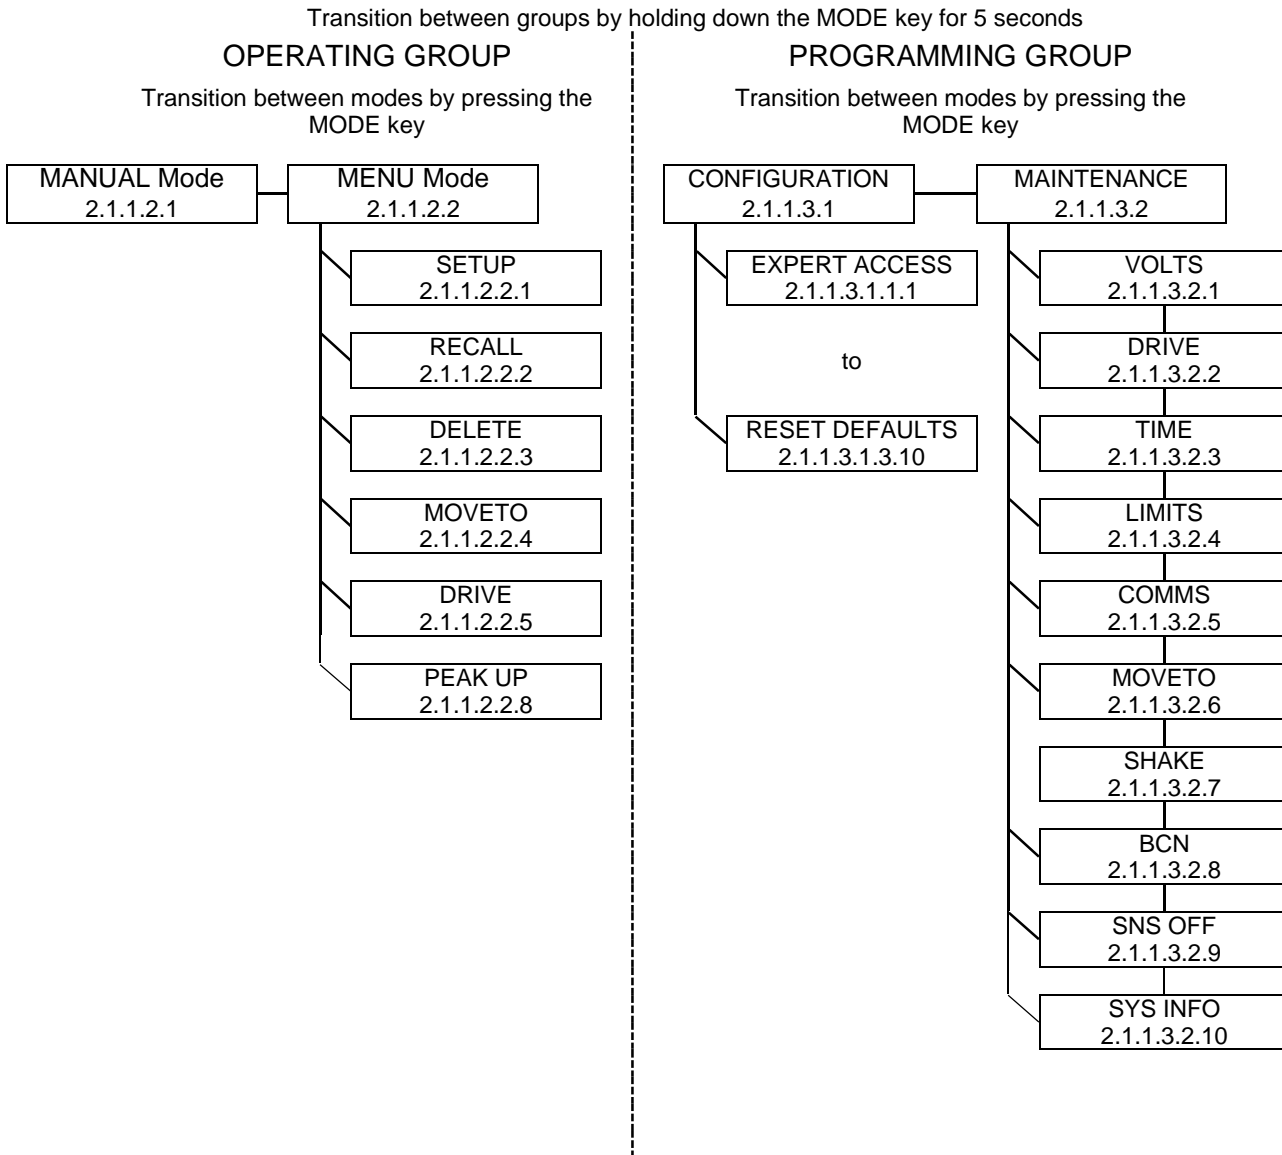 Transition between groups by holding down the MODE key for 5 seconds
OPERATING GROUP
Transition between modes by pressing the
MODE key
MANUAL Mode
2.1.1.2.1
MENU Mode
2.1.1.2.2
SETUP
2.1.1.2.2.1
RECALL
2.1.1.2.2.2
DELETE
2.1.1.2.2.3
MOVETO
2.1.1.2.2.4
DRIVE
2.1.1.2.2.5
PEAK UP
2.1.1.2.2.8
PROGRAMMING GROUP
Transition between modes by pressing the
MODE key
CONFIGURATION
2.1.1.3.1
EXPERT ACCESS
2.1.1.3.1.1.1
to
RESET DEFAULTS
2.1.1.3.1.3.10
MAINTENANCE
2.1.1.3.2
VOLTS
2.1.1.3.2.1
DRIVE
2.1.1.3.2.2
TIME
2.1.1.3.2.3
LIMITS
2.1.1.3.2.4
COMMS
2.1.1.3.2.5
MOVETO
2.1.1.3.2.6
SHAKE
2.1.1.3.2.7
BCN
2.1.1.3.2.8
SNS OFF
2.1.1.3.2.9
SYS INFO
2.1.1.3.2.10